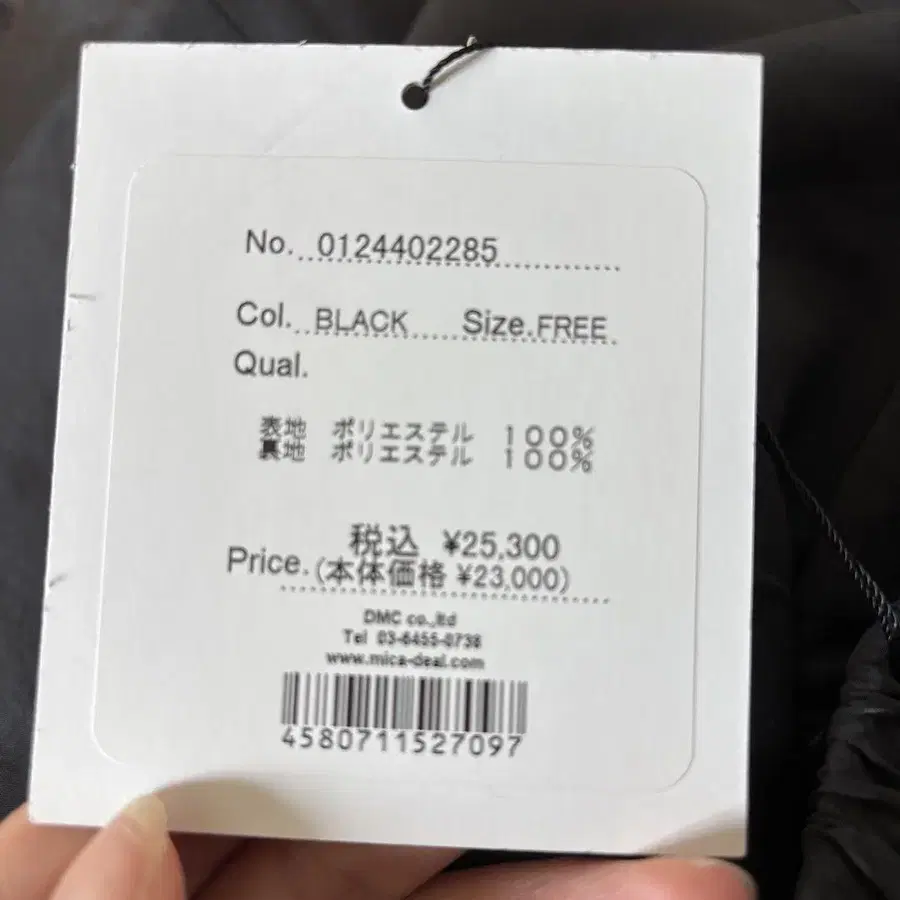 No. 0124402285
Col. BLACK Size. FREE
Qual.
表地 ポリエステル 100%
裏地 ポリエステル 100%
税込 ¥25,300
Price. (本体価格 ¥23,000)
DMC co.,ltd
Tel 03-6455-0738
www.mica-deal.com
4580711527097